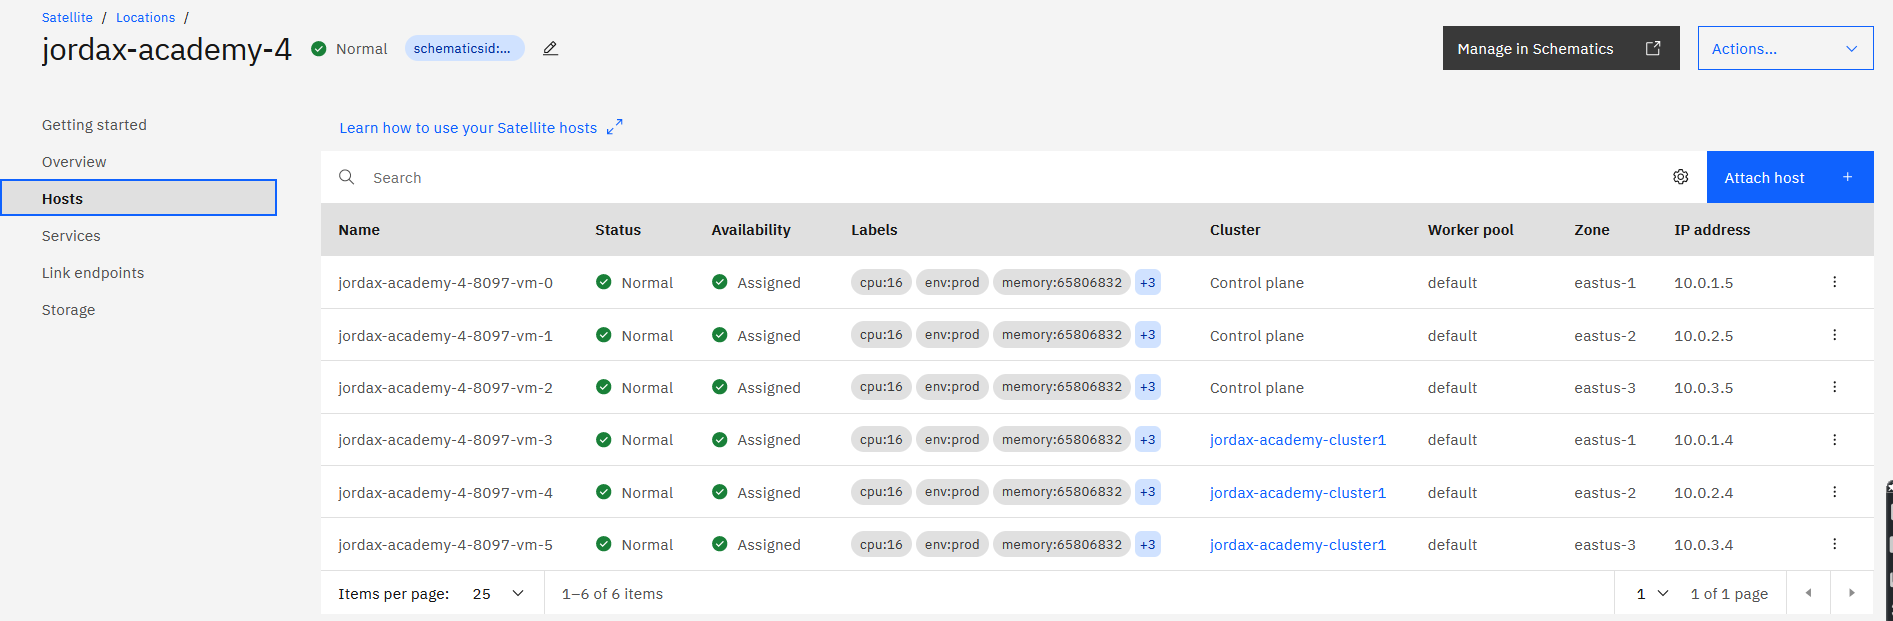 Satellite / Locations /
jordax-academy-4 Normal schematicsid:... Manage in Schematics Actions...
Getting started
Overview
Hosts
Services
Link endpoints
Storage
Learn how to use your Satellite hosts
Search Attach host +
Name Status Availability Labels Cluster Worker pool Zone IP address
jordax-academy-4-8097-vm-0 Normal Assigned cpu:16 env:prod memory:65806832 +3 Control plane default eastus-1 10.0.1.5
jordax-academy-4-8097-vm-1 Normal Assigned cpu:16 env:prod memory:65806832 +3 Control plane default eastus-2 10.0.2.5
jordax-academy-4-8097-vm-2 Normal Assigned cpu:16 env:prod memory:65806832 +3 Control plane default eastus-3 10.0.3.5
jordax-academy-4-8097-vm-3 Normal Assigned cpu:16 env:prod memory:65806832 +3 jordax-academy-cluster1 default eastus-1 10.0.1.4
jordax-academy-4-8097-vm-4 Normal Assigned cpu:16 env:prod memory:65806832 +3 jordax-academy-cluster1 default eastus-2 10.0.2.4
jordax-academy-4-8097-vm-5 Normal Assigned cpu:16 env:prod memory:65806832 +3 jordax-academy-cluster1 default eastus-3 10.0.3.4
Items per page: 25 1–6 of 6 items 1 1 of 1 page